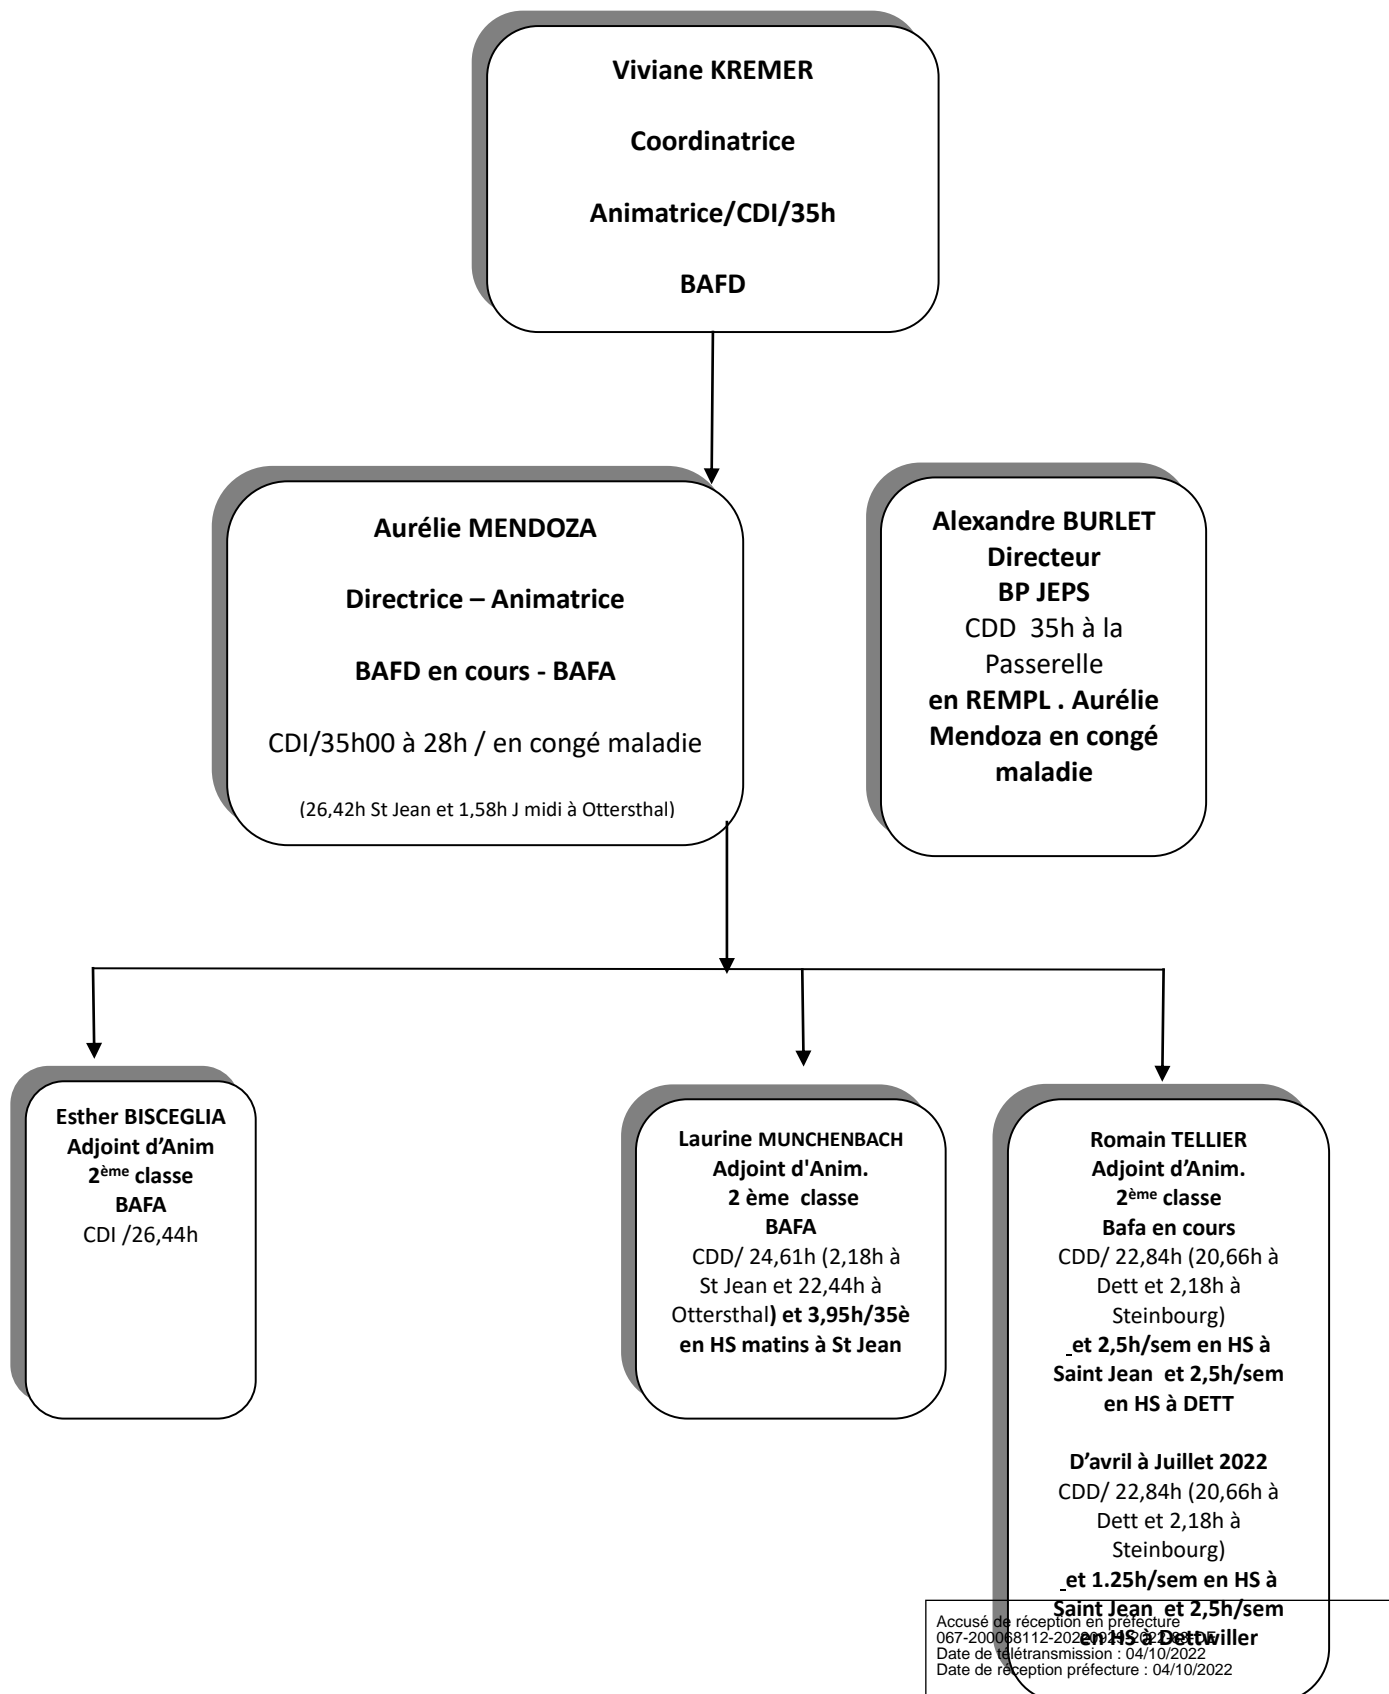 Viviane KREMER
Coordinatrice
Animatrice/CDI/35h
BAFD
Aurélie MENDOZA
Directrice – Animatrice
BAFD en cours - BAFA
CDI/35h00 à 28h / en congé maladie
(26,42h St Jean et 1,58h J midi à Ottersthal)
Alexandre BURLET
Directeur
BP JEPS
CDD 35h à la
Passerelle
en REMPL . Aurélie
Mendoza en congé
maladie
Esther BISCEGLIA
Adjoint d’Anim
2ème classe
BAFA
CDI /26,44h
Laurine MUNCHENBACH
Adjoint d'Anim.
2 ème classe
BAFA
CDD/ 24,61h (2,18h à
St Jean et 22,44h à
Ottersthal) et 3,95h/35è
en HS matins à St Jean
Romain TELLIER
Adjoint d’Anim.
2ème classe
Bafa en cours
CDD/ 22,84h (20,66h à
Dett et 2,18h à
Steinbourg)
et 2,5h/sem en HS à
Saint Jean et 2,5h/sem
en HS à DETT
D’avril à Juillet 2022
CDD/ 22,84h (20,66h à
Dett et 2,18h à
Steinbourg)
et 1.25h/sem en HS à
Saint Jean et 2,5h/sem
en HS à Dettwiller
Accusé de réception en préfecture
Date de télétransmission : 04/10/2022
Date de réception préfecture : 04/10/2022